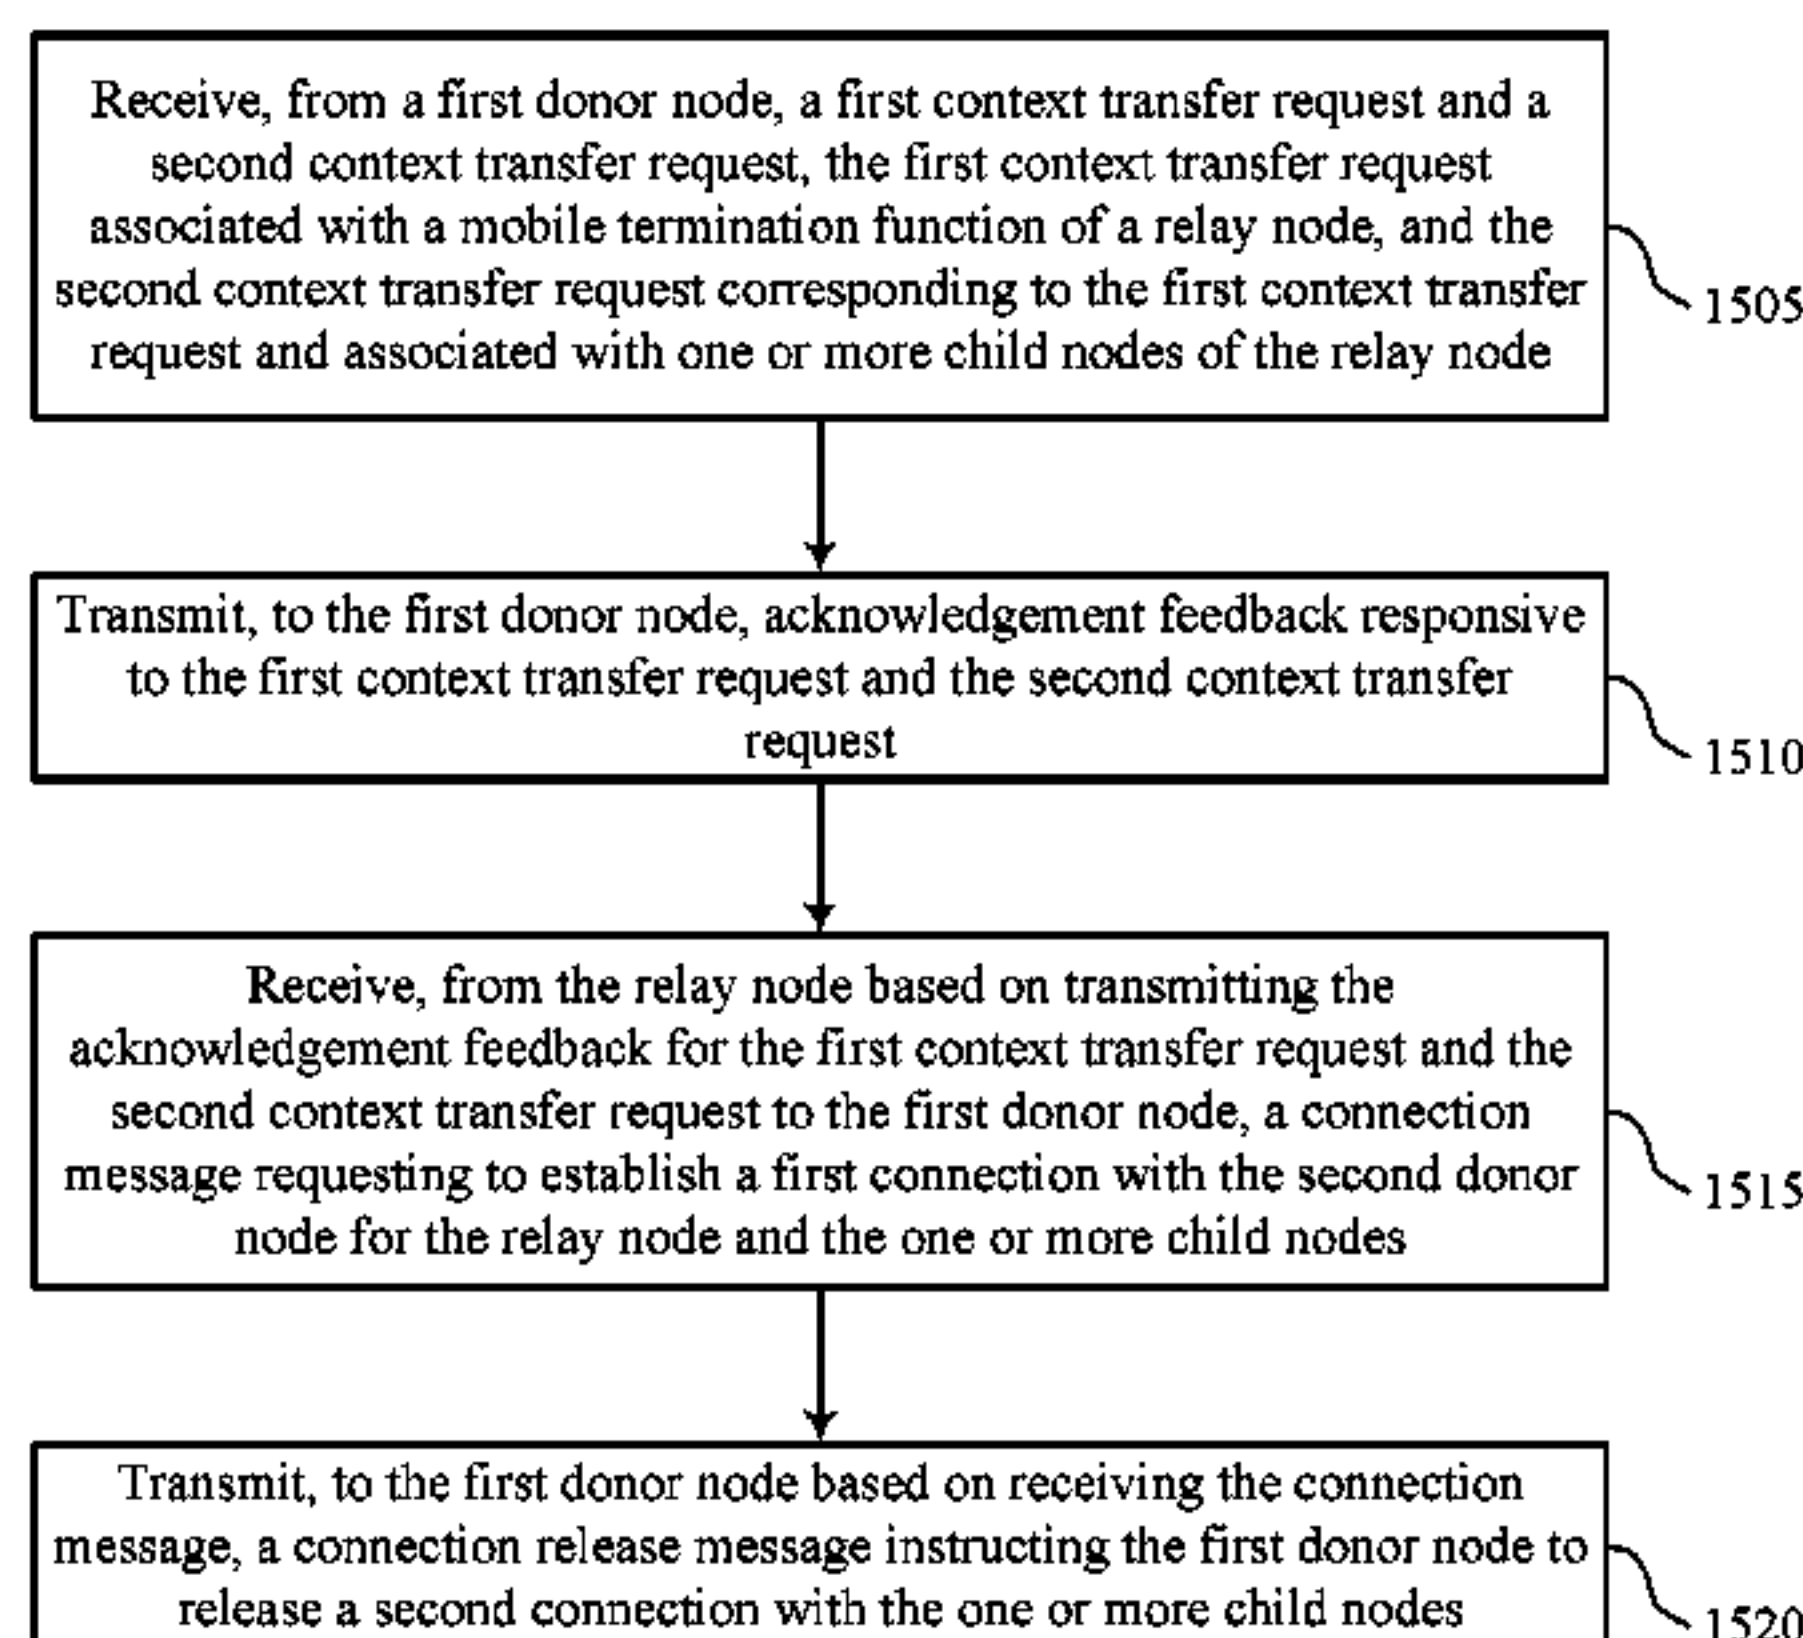 Receive, from a first donor node, a first context transfer request and a
second context transfer request, the first context transfer request
associated with a mobile termination function of a relay node, and the
second context transfer request corresponding to the first context transfer
request and associated with one or more child nodes of the relay node
1505
Transmit, to the first donor node, acknowledgement feedback responsive
to the first context transfer request and the second context transfer
request
1510
Receive, from the relay node based on transmitting the
acknowledgement feedback for the first context transfer request and the
second context transfer request to the first donor node, a connection
message requesting to establish a first connection with the second donor
node for the relay node and the one or more child nodes
1515
Transmit, to the first donor node based on receiving the connection
message, a connection release message instructing the first donor node to
release a second connection with the one or more child nodes
1520